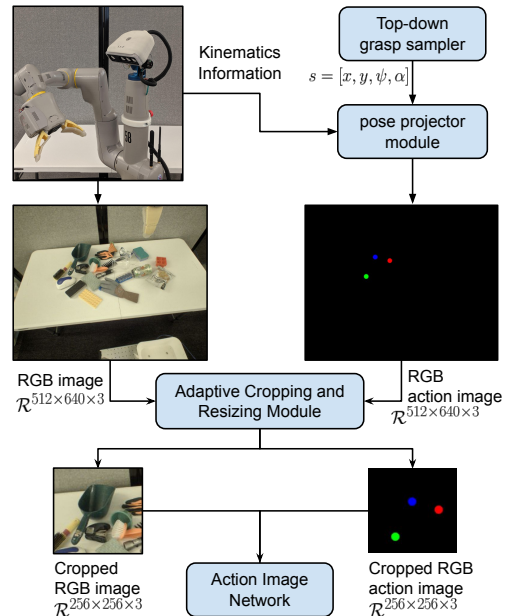 Top-down
grasp sampler
Kinematics
Information
s = [x, y, ψ, α]
pose projector
module
58
RGB image
ℛ^{512×640×3}
RGB
action image
ℛ^{512×640×3}
Adaptive Cropping and
Resizing Module
Cropped
RGB image
ℛ^{256×256×3}
Action Image
Network
Cropped RGB
action image
ℛ^{256×256×3}